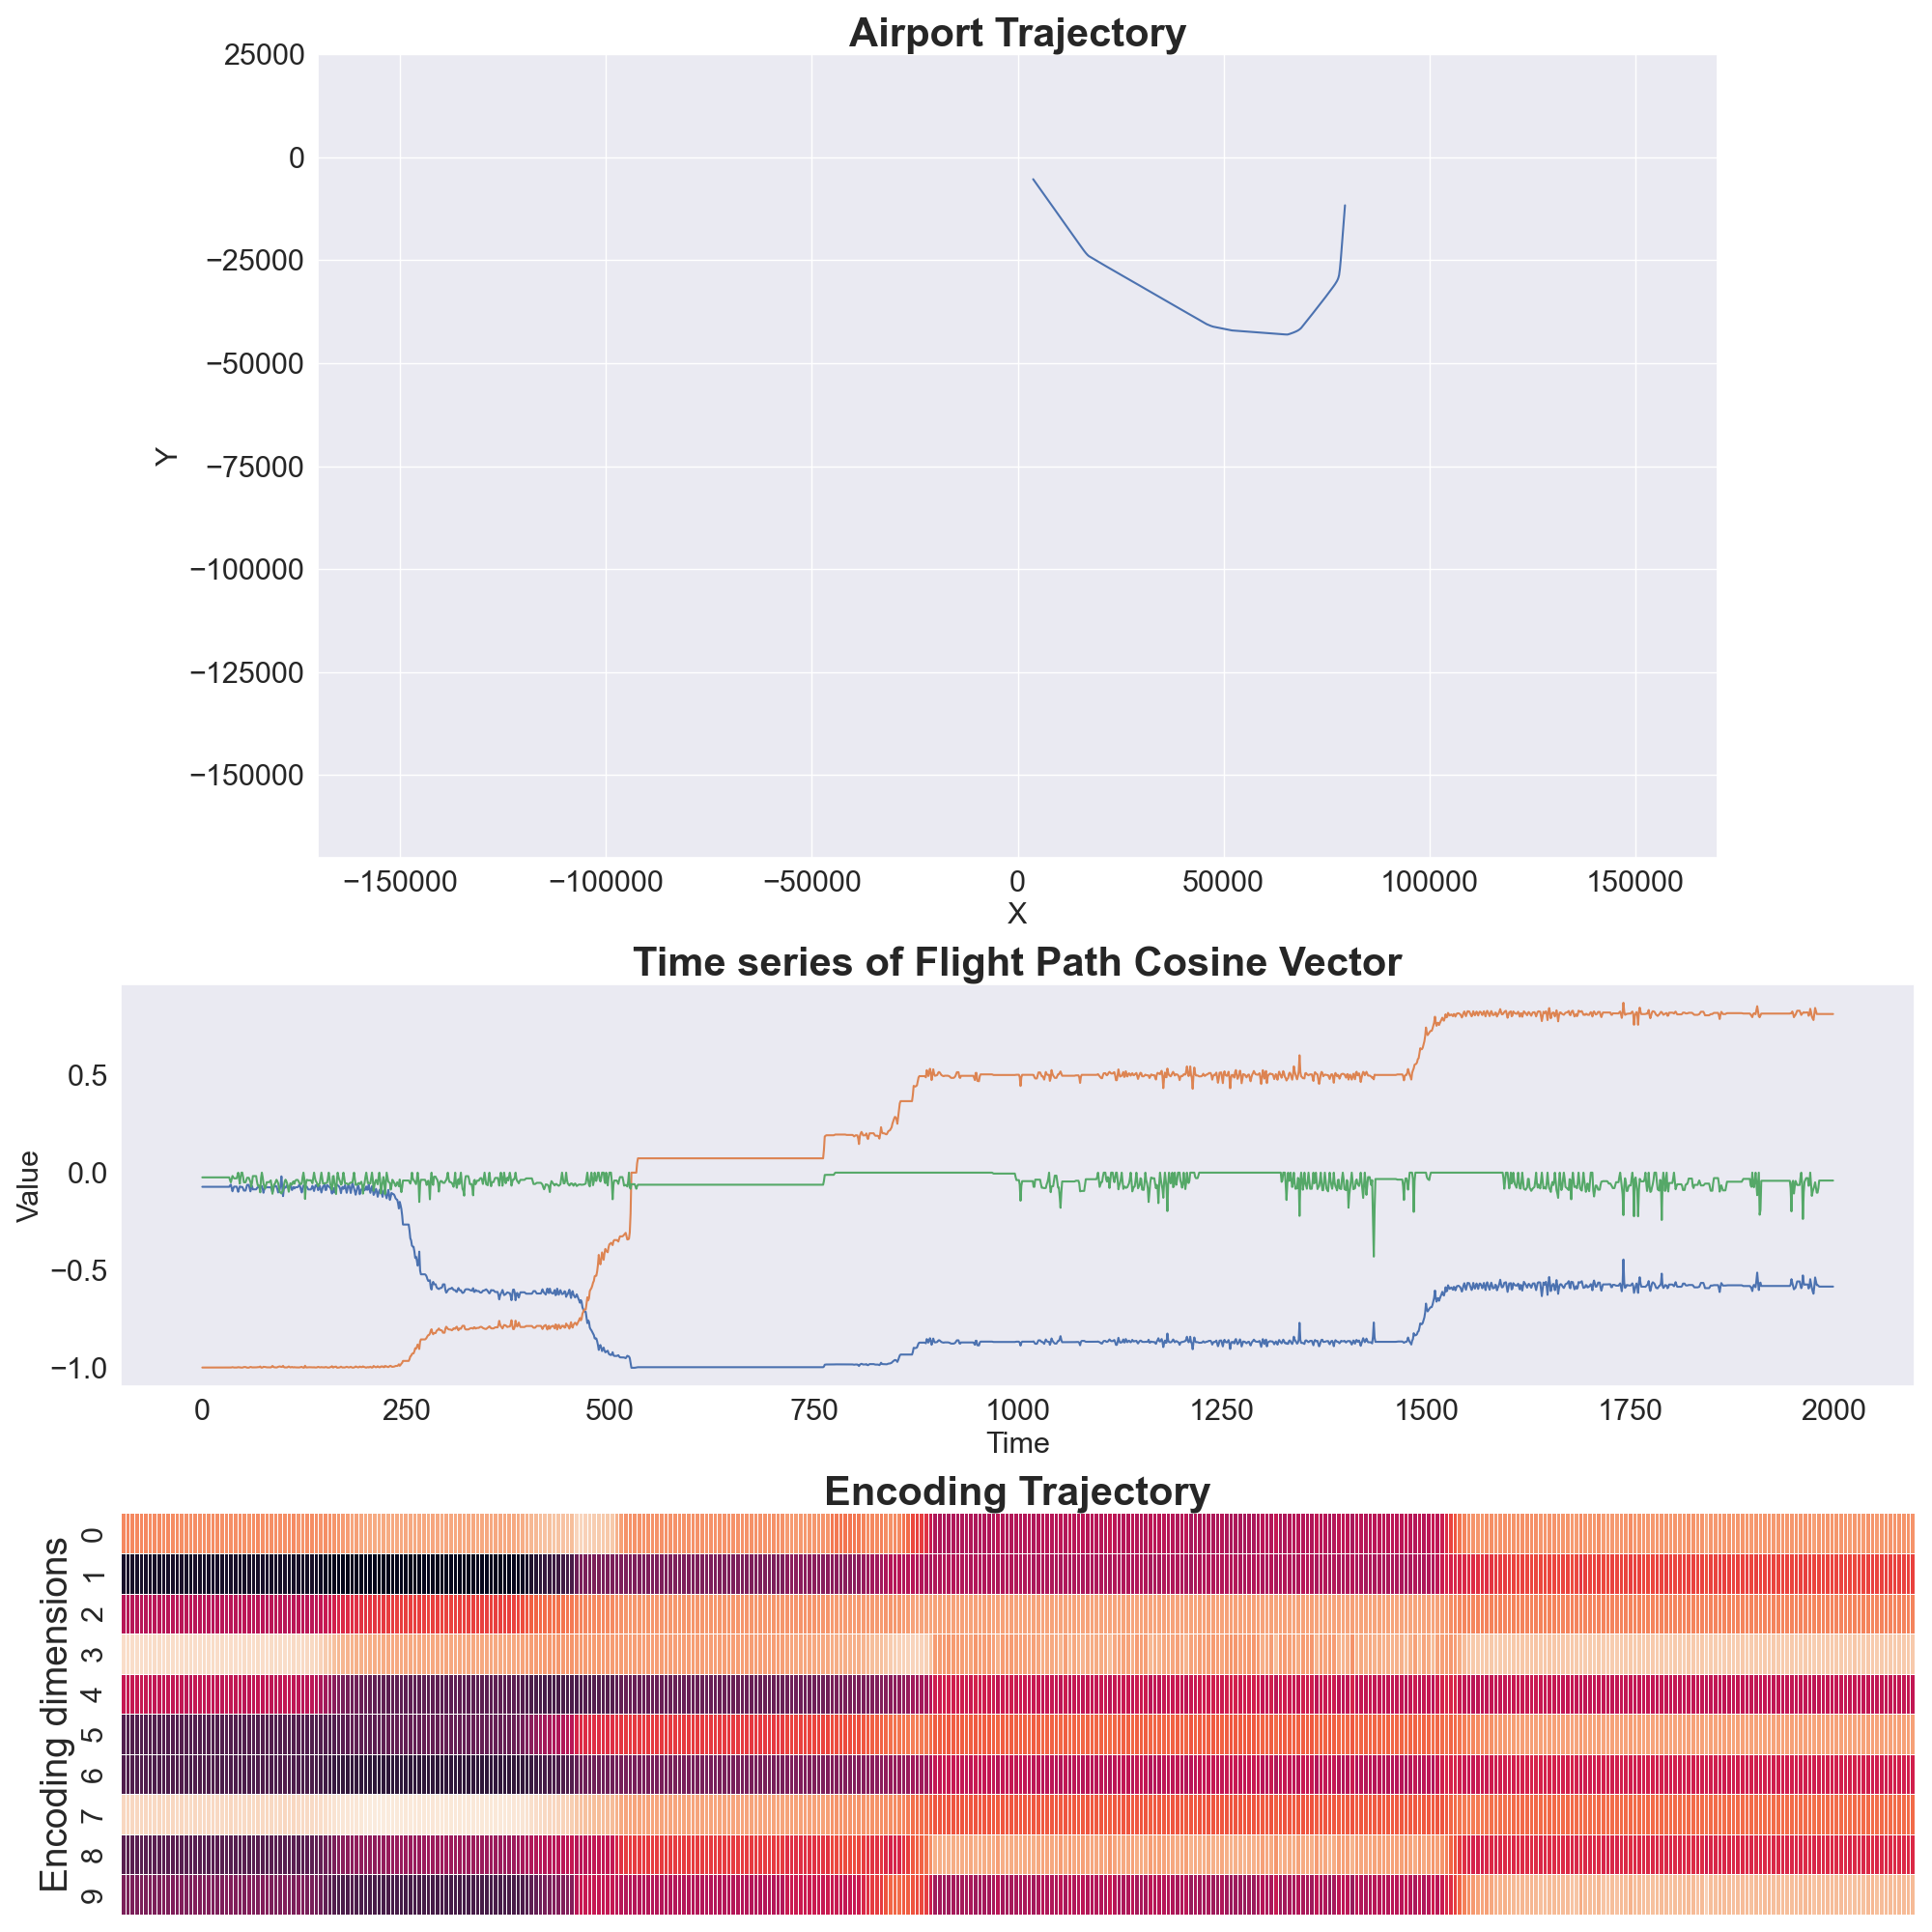 Airport Trajectory
25000
0
−25000
−50000
−75000
−100000
−125000
−150000
Y
−150000 −100000 −50000 0 50000 100000 150000
X
Time series of Flight Path Cosine Vector
0.5
0.0
−0.5
−1.0
Value
0 250 500 750 1000 1250 1500 1750 2000
Time
Encoding Trajectory
Encoding dimensions
0
1
2
3
4
5
6
7
8
9